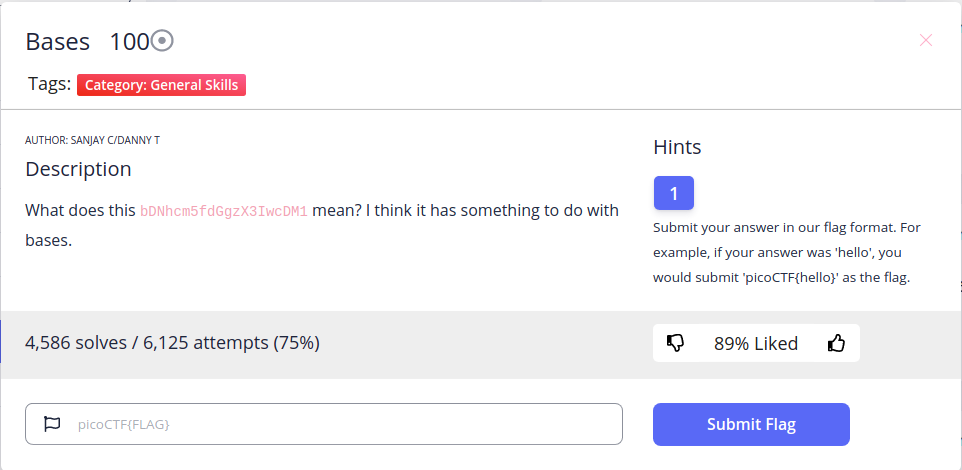 Bases 100
Tags: Category: General Skills
AUTHOR: SANJAY C/DANNY T
Description
What does this bDNhcm5fdGgzX3IwcDM1 mean? I think it has something to do with
bases.
Hints
1
Submit your answer in our flag format. For
example, if your answer was 'hello', you
would submit 'picoCTF{hello}' as the flag.
4,586 solves / 6,125 attempts (75%)
89% Liked
picoCTF{FLAG}
Submit Flag